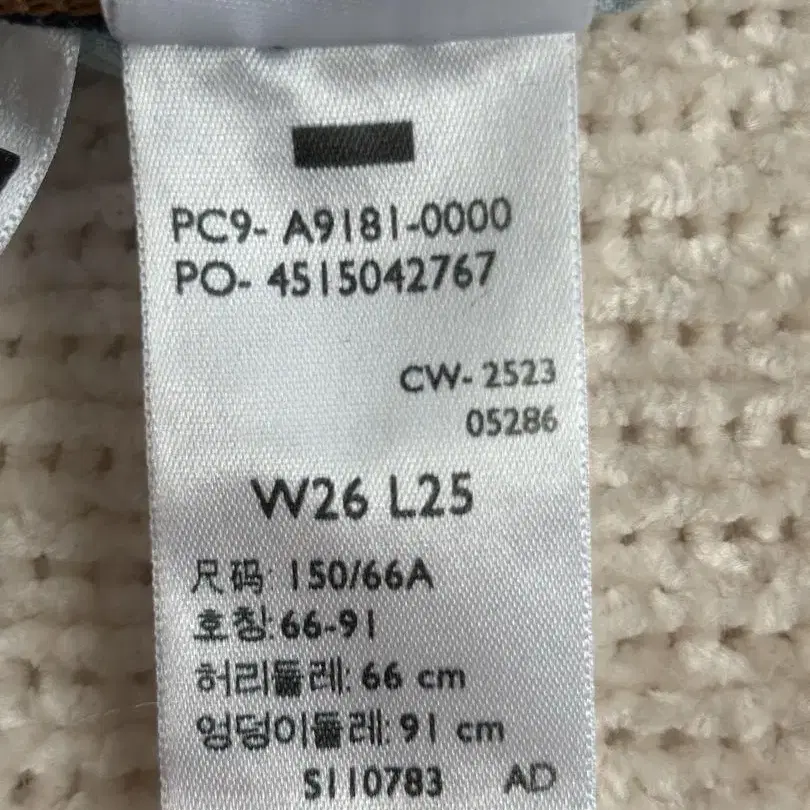 PC9- A9181-0000
PO- 4515042767
CW- 2523
05286
W26 L25
尺码: 150/66A
호칭:66-91
허리둘레: 66 cm
엉덩이둘레: 91 cm
S110783 AD